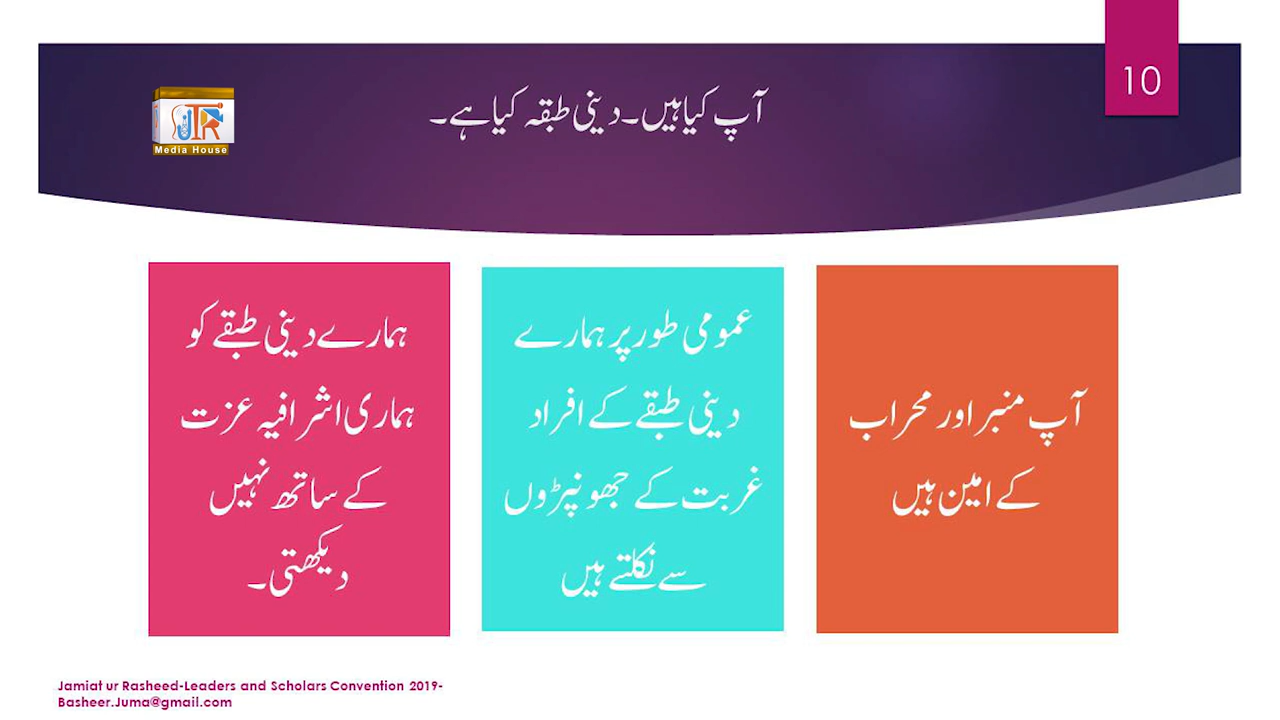 10
آپ کیا ہیں۔ دینی طبقہ کیا ہے۔
JTR
Media House
آپ منبر اور محراب
کے امین ہیں
عمومی طور پر ہمارے
دینی طبقے کے افراد
غربت کے جھونپڑوں
سے نکلتے ہیں
ہمارے دینی طبقے کو
ہماری اشرافیہ عزت
کے ساتھ نہیں
دیکھتی۔
Jamiat ur Rasheed-Leaders and Scholars Convention 2019-
Basheer.Juma@gmail.com